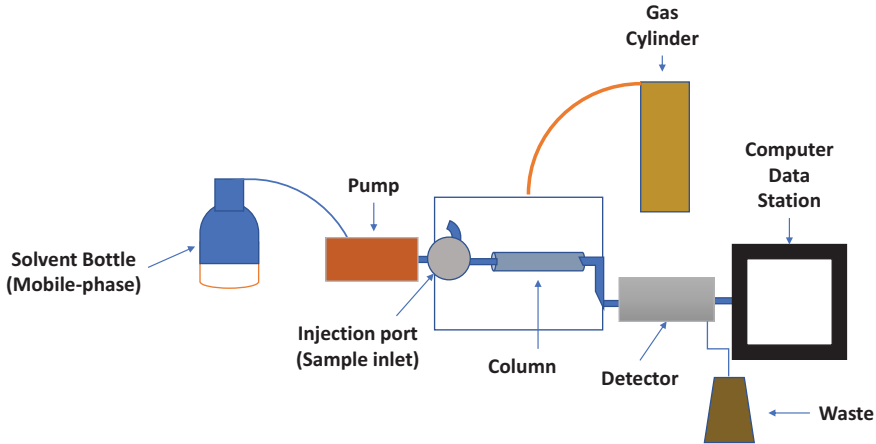 Gas
Cylinder
Computer
Data
Station
Pump
Solvent Bottle
(Mobile-phase)
Injection port
(Sample inlet)
Column
Detector
Waste